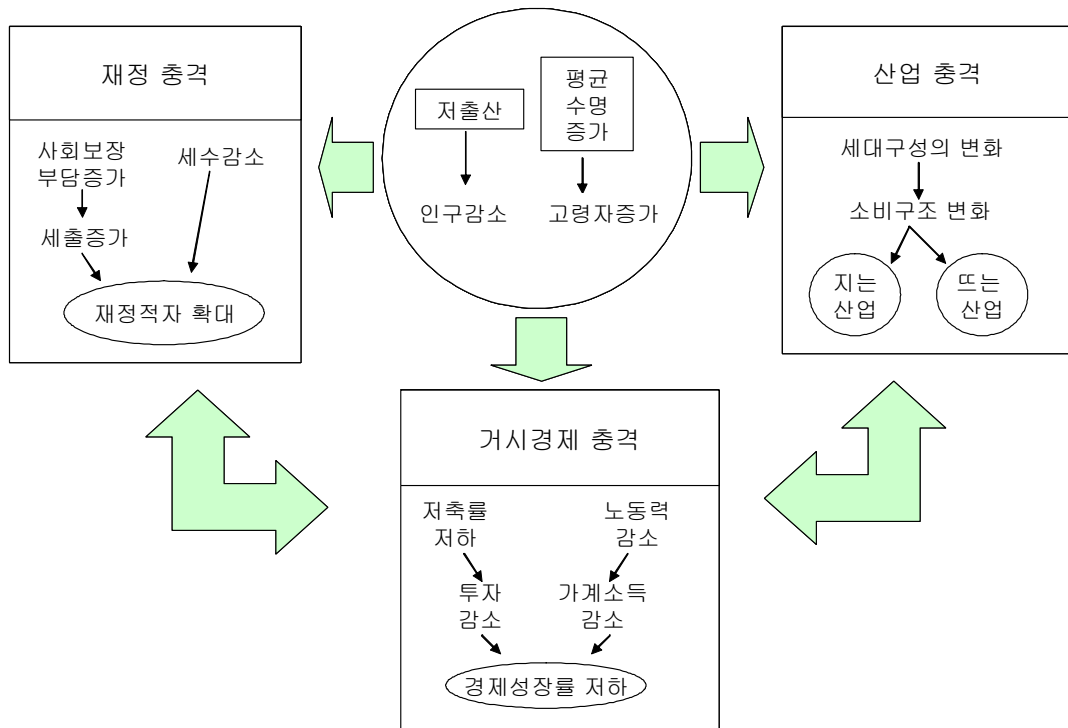 재정 충격
사회보장
부담증가
세수감소
세출증가
재정적자 확대
저출산
평균
수명
증가
인구감소
고령자증가
산업 충격
세대구성의 변화
소비구조 변화
지는
산업
뜨는
산업
거시경제 충격
저축률
저하
노동력
감소
투자
감소
가계소득
감소
경제성장률 저하